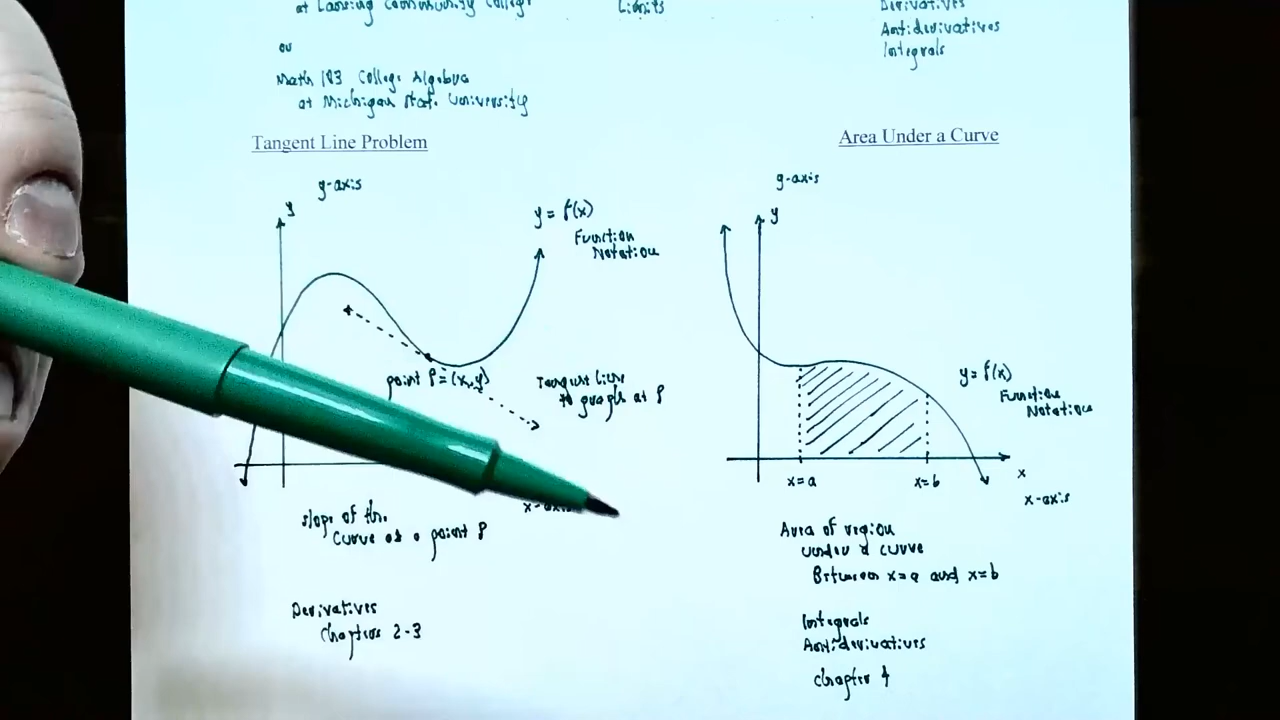 at Lansing Community College
Limits
Derivatives
Antiderivatives
Integrals
or
Math 103 College Algebra
at Michigan State University
Tangent Line Problem
Area Under a Curve
y-axis
y
y = f(x)
Function
Notation
point P = (x, y)
Tangent Line
to graph at P
x-axis
slope of the
curve at a point P
Derivatives
Chapters 2-3
y-axis
y
y = f(x)
Function
Notation
x=a
x=b
x
x-axis
Area of region
under a curve
Between x=a and x=b
Integrals
Antiderivatives
Chapter 4